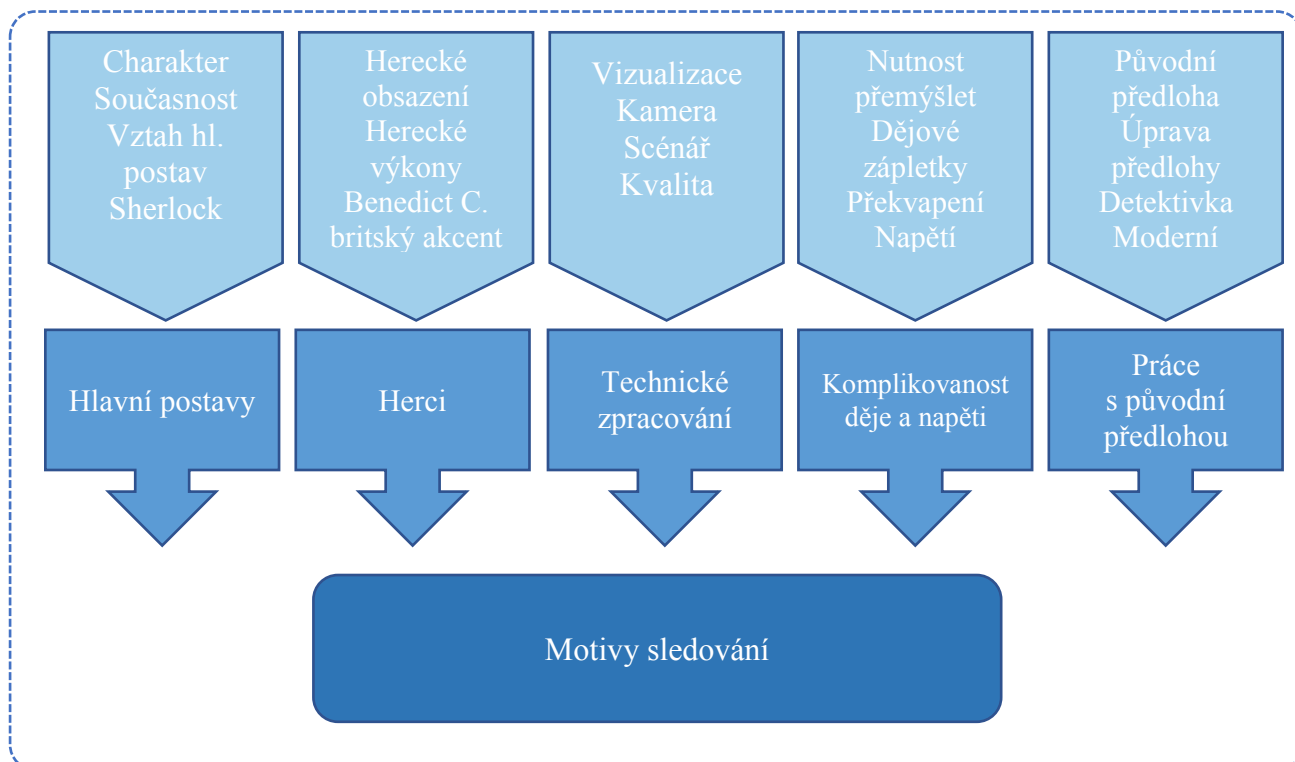 Charakter
Současnost
Vztah hl.
postav
Sherlock
Herecké
obsazení
Herecké
výkony
Benedict C.
britský akcent
Vizualizace
Kamera
Scénář
Kvalita
Nutnost
přemýšlet
Dějové
zápletky
Překvapení
Napětí
Původní
předloha
Úprava
předlohy
Detektivka
Moderní
Hlavní postavy
Herci
Technické
zpracování
Komplikovanost
děje a napěti
Práce
s původní
předlohou
Motivy sledování